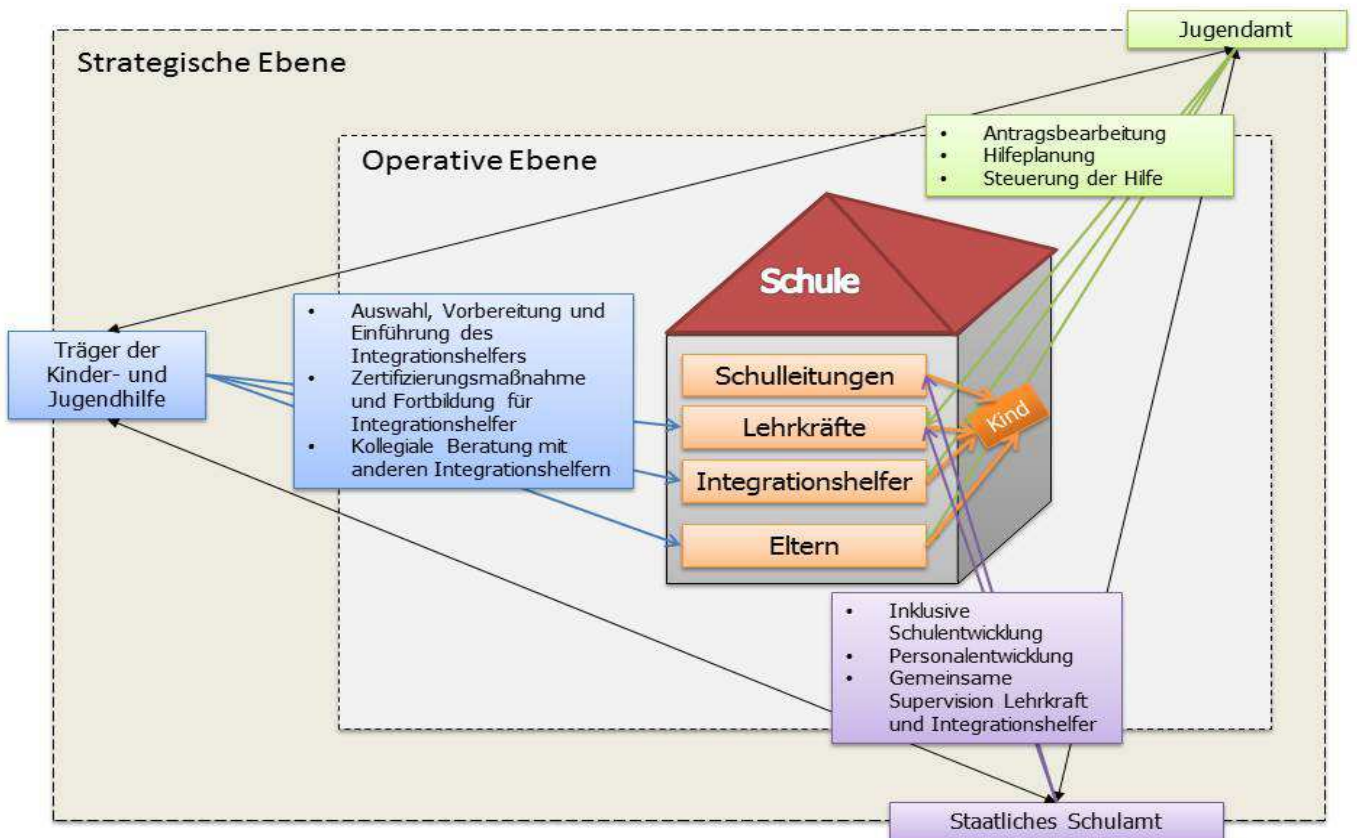 Jugendamt
Strategische Ebene
• Antragsbearbeitung
• Hilfeplanung
• Steuerung der Hilfe
Operative Ebene
Schule
• Auswahl, Vorbereitung und
Einführung des
Integrationshelfers
• Zertifizierungsmaßnahme
und Fortbildung für
Integrationshelfer
• Kollegiale Beratung mit
anderen Integrationshelfern
Träger der
Kinder- und
Jugendhilfe
Schulleitungen
Lehrkräfte
Integrationshelfer
Eltern
Kind
• Inklusive
Schulentwicklung
• Personalentwicklung
• Gemeinsame
Supervision Lehrkraft
und Integrationshelfer
Staatliches Schulamt